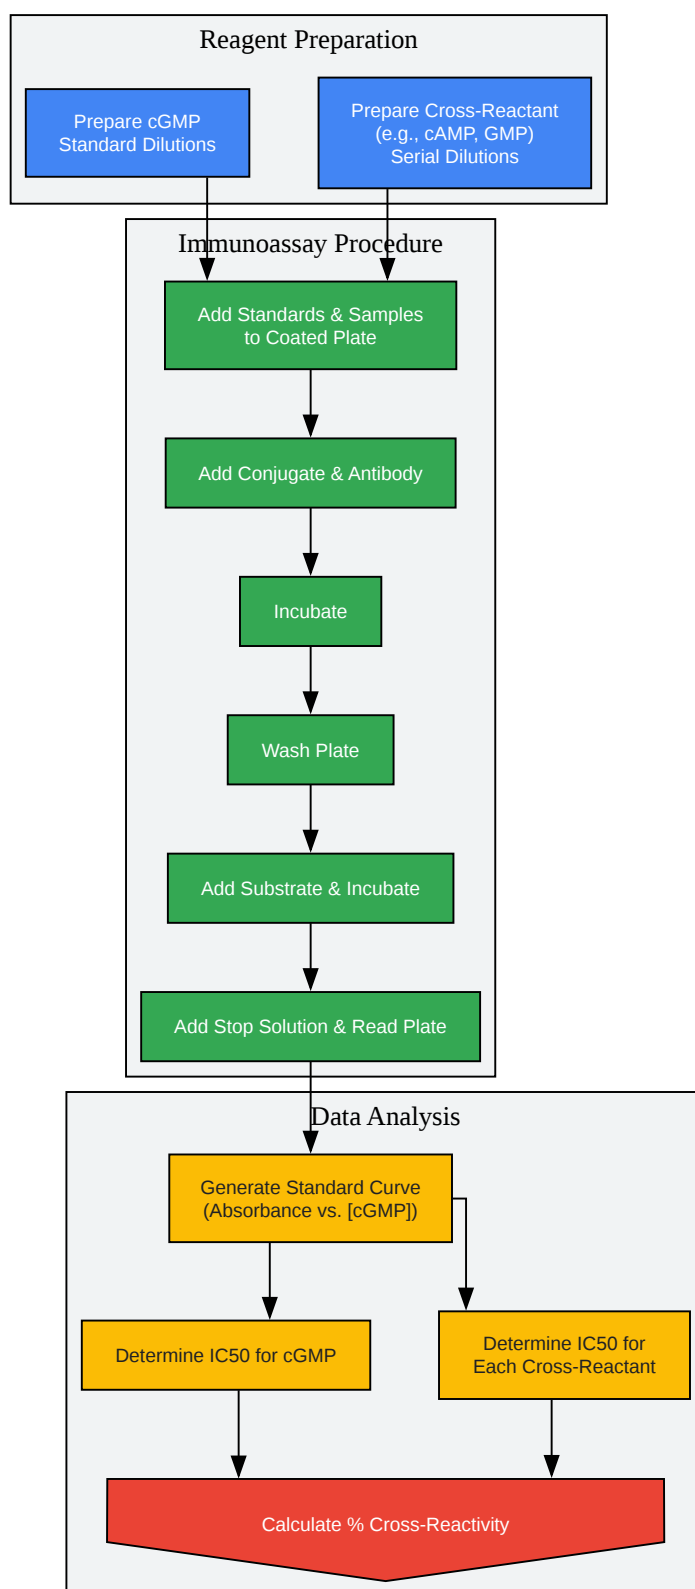 Reagent Preparation
Prepare cGMP
Standard Dilutions
Prepare Cross-Reactant
(e.g., cAMP, GMP)
Serial Dilutions
Immunoassay Procedure
Add Standards & Samples
to Coated Plate
Add Conjugate & Antibody
Incubate
Wash Plate
Add Substrate & Incubate
Add Stop Solution & Read Plate
Data Analysis
Generate Standard Curve
(Absorbance vs. [cGMP])
Determine IC50 for cGMP
Determine IC50 for
Each Cross-Reactant
Calculate % Cross-Reactivity